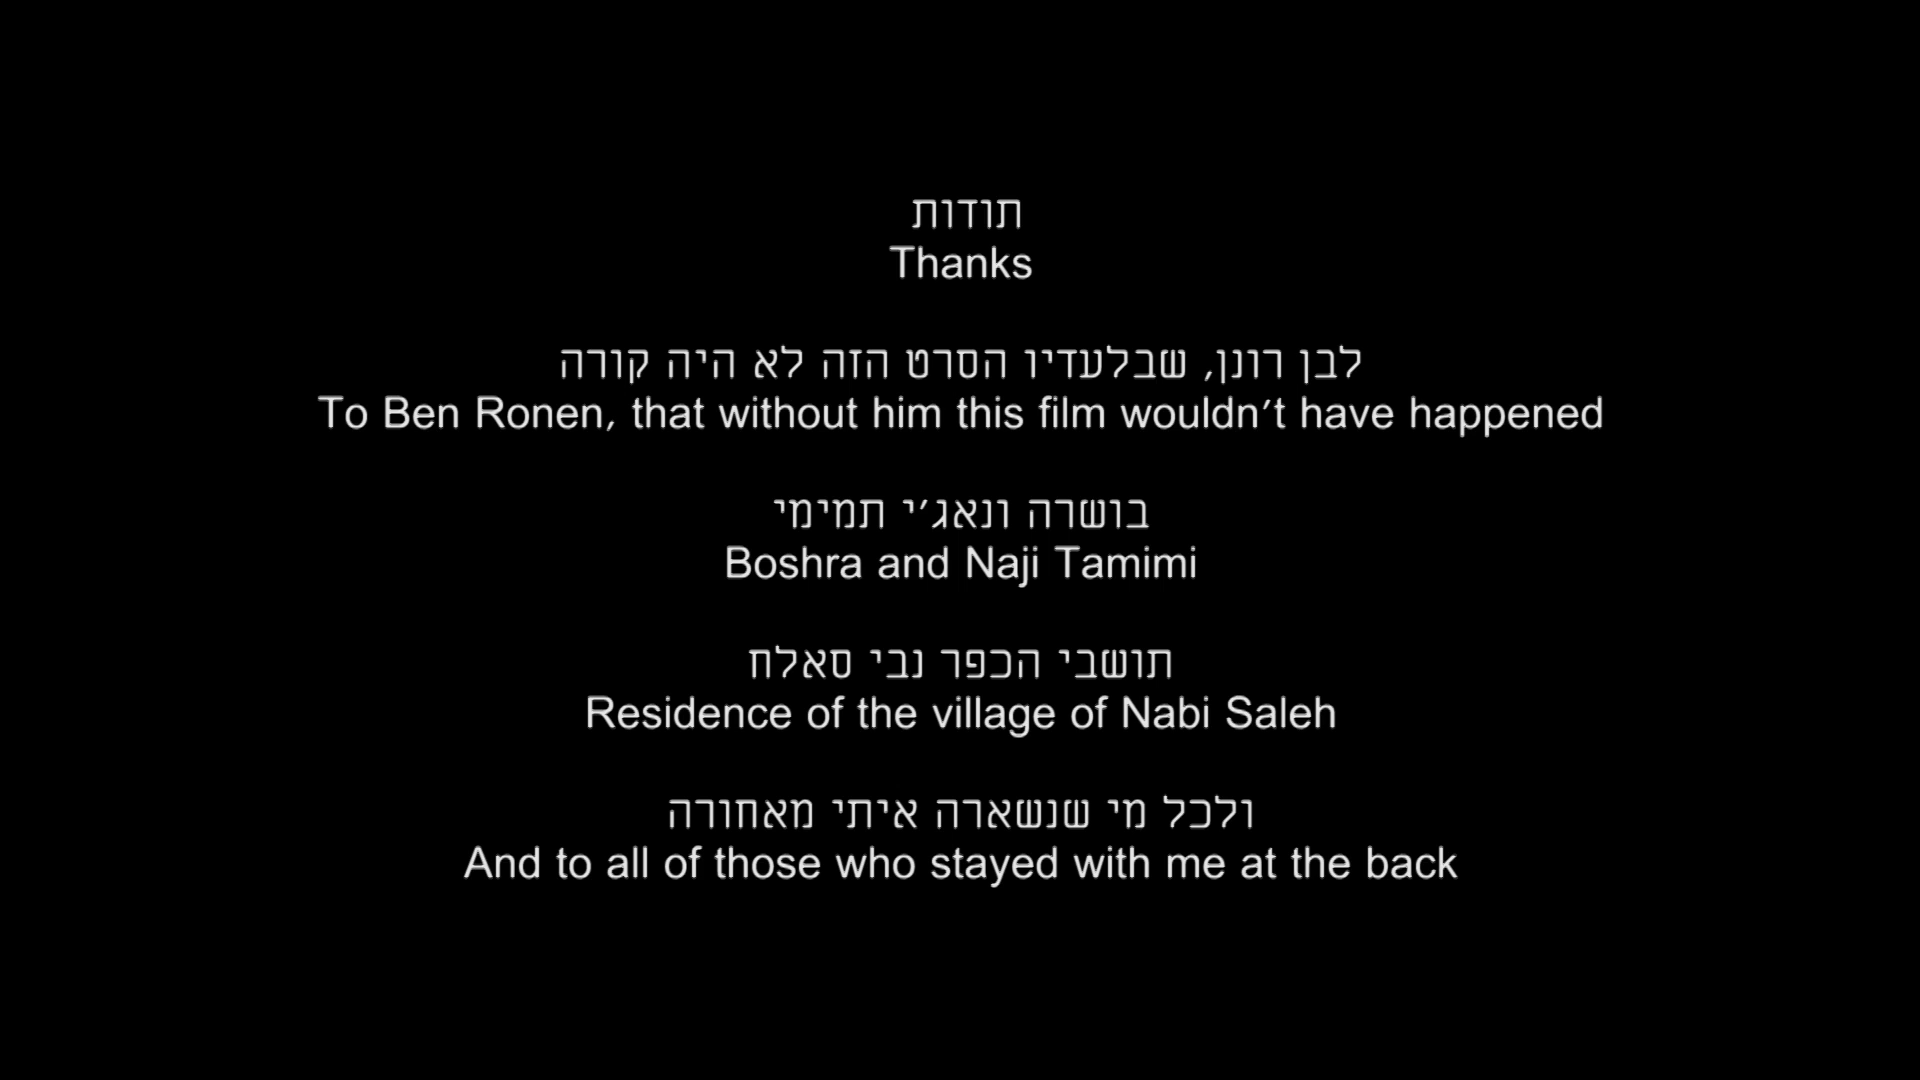 תודות
Thanks
לבן רונן, שבלעדיו הסרט הזה לא היה קורה
To Ben Ronen, that without him this film wouldn't have happened
בושרה ונאג'י תמימי
Boshra and Naji Tamimi
תושבי הכפר נבי סאלח
Residence of the village of Nabi Saleh
ולכל מי שנשארה איתי מאחורה
And to all of those who stayed with me at the back